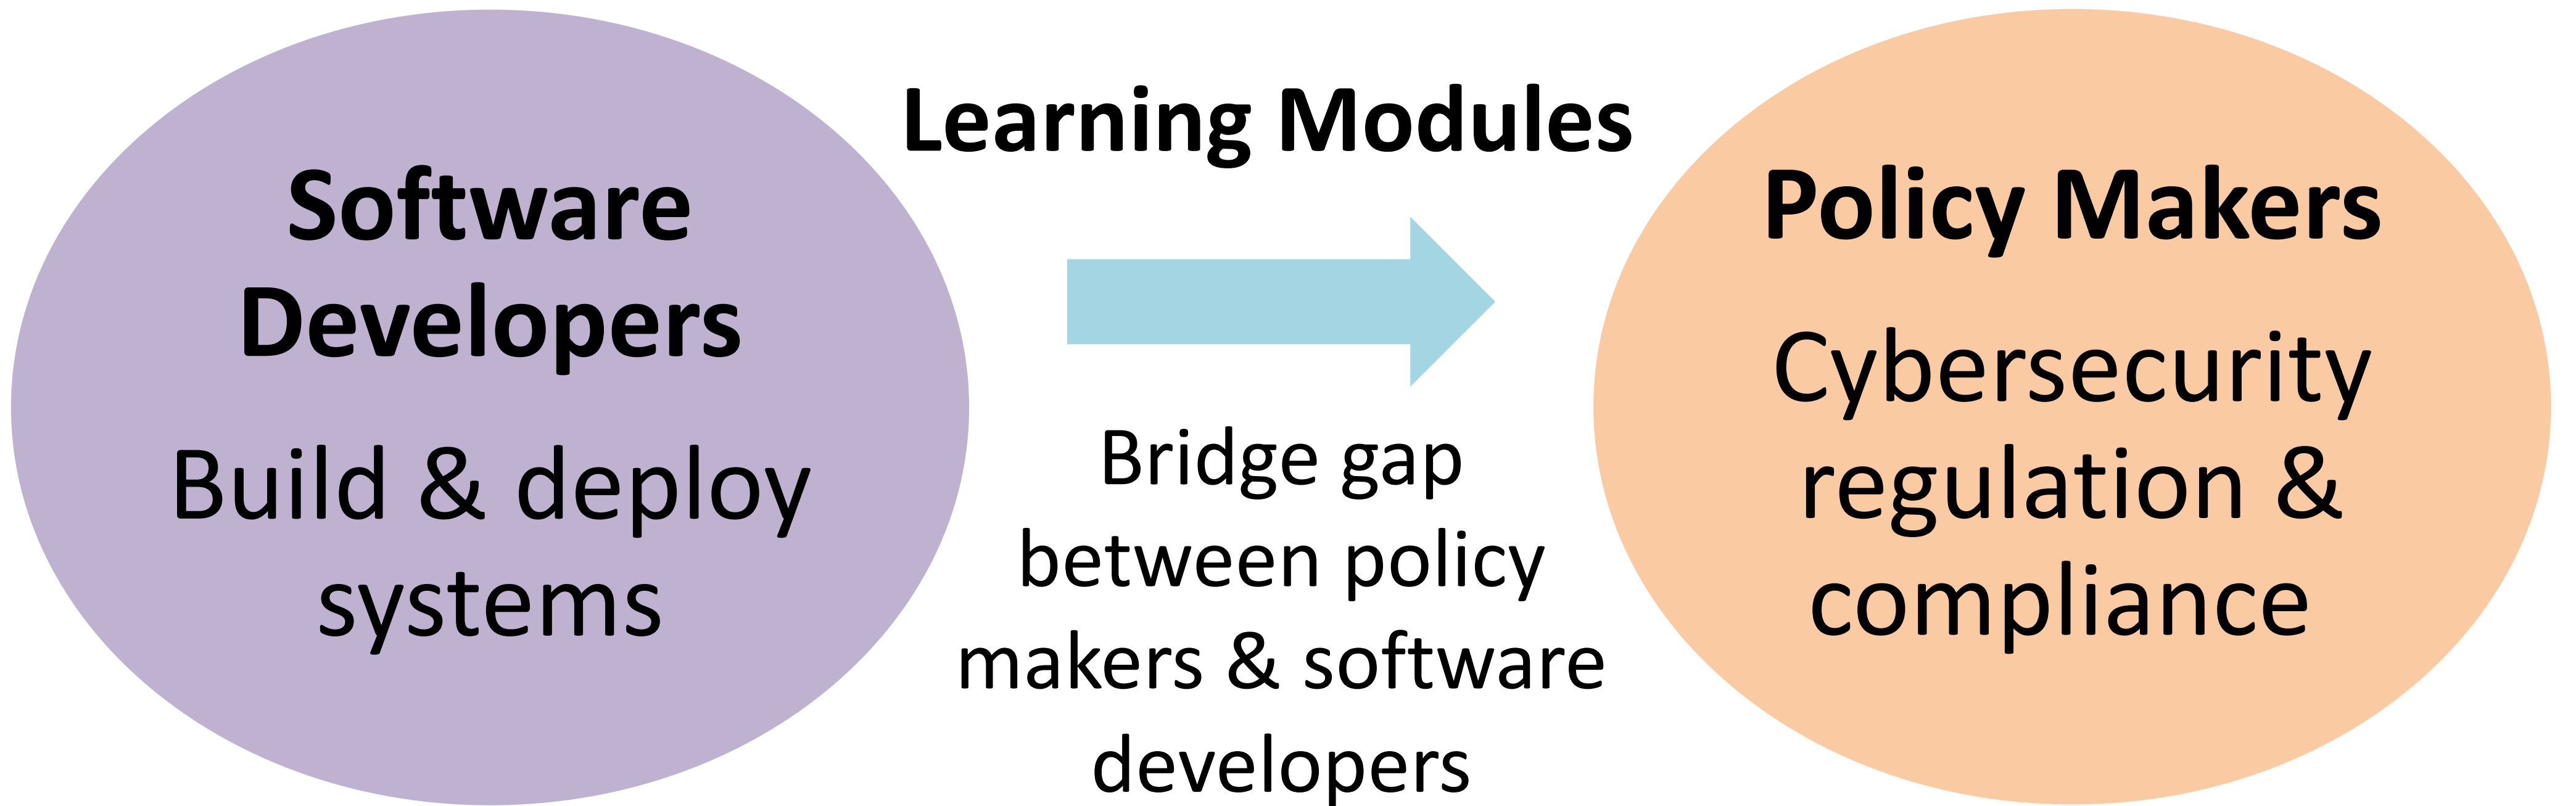 Software
Developers
Build & deploy
systems
Learning Modules
Bridge gap
between policy
makers & software
developers
Policy Makers
Cybersecurity
regulation &
compliance